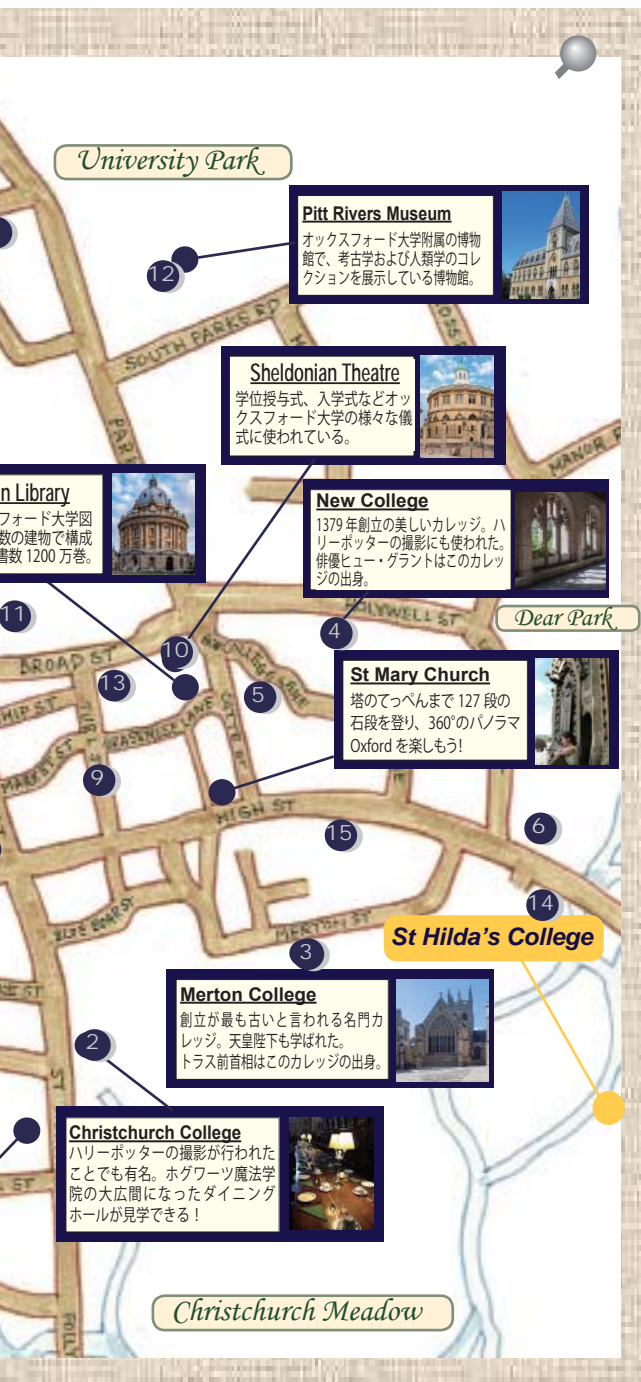 University Park
Pitt Rivers Museum
オックスフォード大学附属の博物
館で、考古学および人類学のコレ
クションを展示している博物館。
12
SOUTH PARKS RD
Sheldonian Theatre
学位授与式、入学式などオッ
クスフォード大学の様々な儀
式に使われている。
PARK
MANOR R
n Library
フォード大学図
数の建物で構成
書数 1200 万巻。
New College
1379 年創立の美しいカレッジ。ハ
リーポッターの撮影にも使われた。
俳優ヒュー・グラントはこのカレッ
ジの出身。
11
4
HOLYWELL ST
Dear Park
10
BROAD ST
13
5
St Mary Church
塔のてっぺんまで 127 段の
石段を登り、360°のパノラマ
Oxford を楽しもう!
HIP ST
MARKET ST
9
HIGH ST
15
6
14
BLUE BOAR ST
MERTON ST
St Hilda's College
3
Merton College
創立が最も古いと言われる名門カ
レッジ。天皇陛下も学ばれた。
トラス前首相はこのカレッジの出身。
2
ST
Christchurch College
ハリーポッターの撮影が行われた
ことでも有名。ホグワーツ魔法学
院の大広間になったダイニング
ホールが見学できる！
ST
Christchurch Meadow